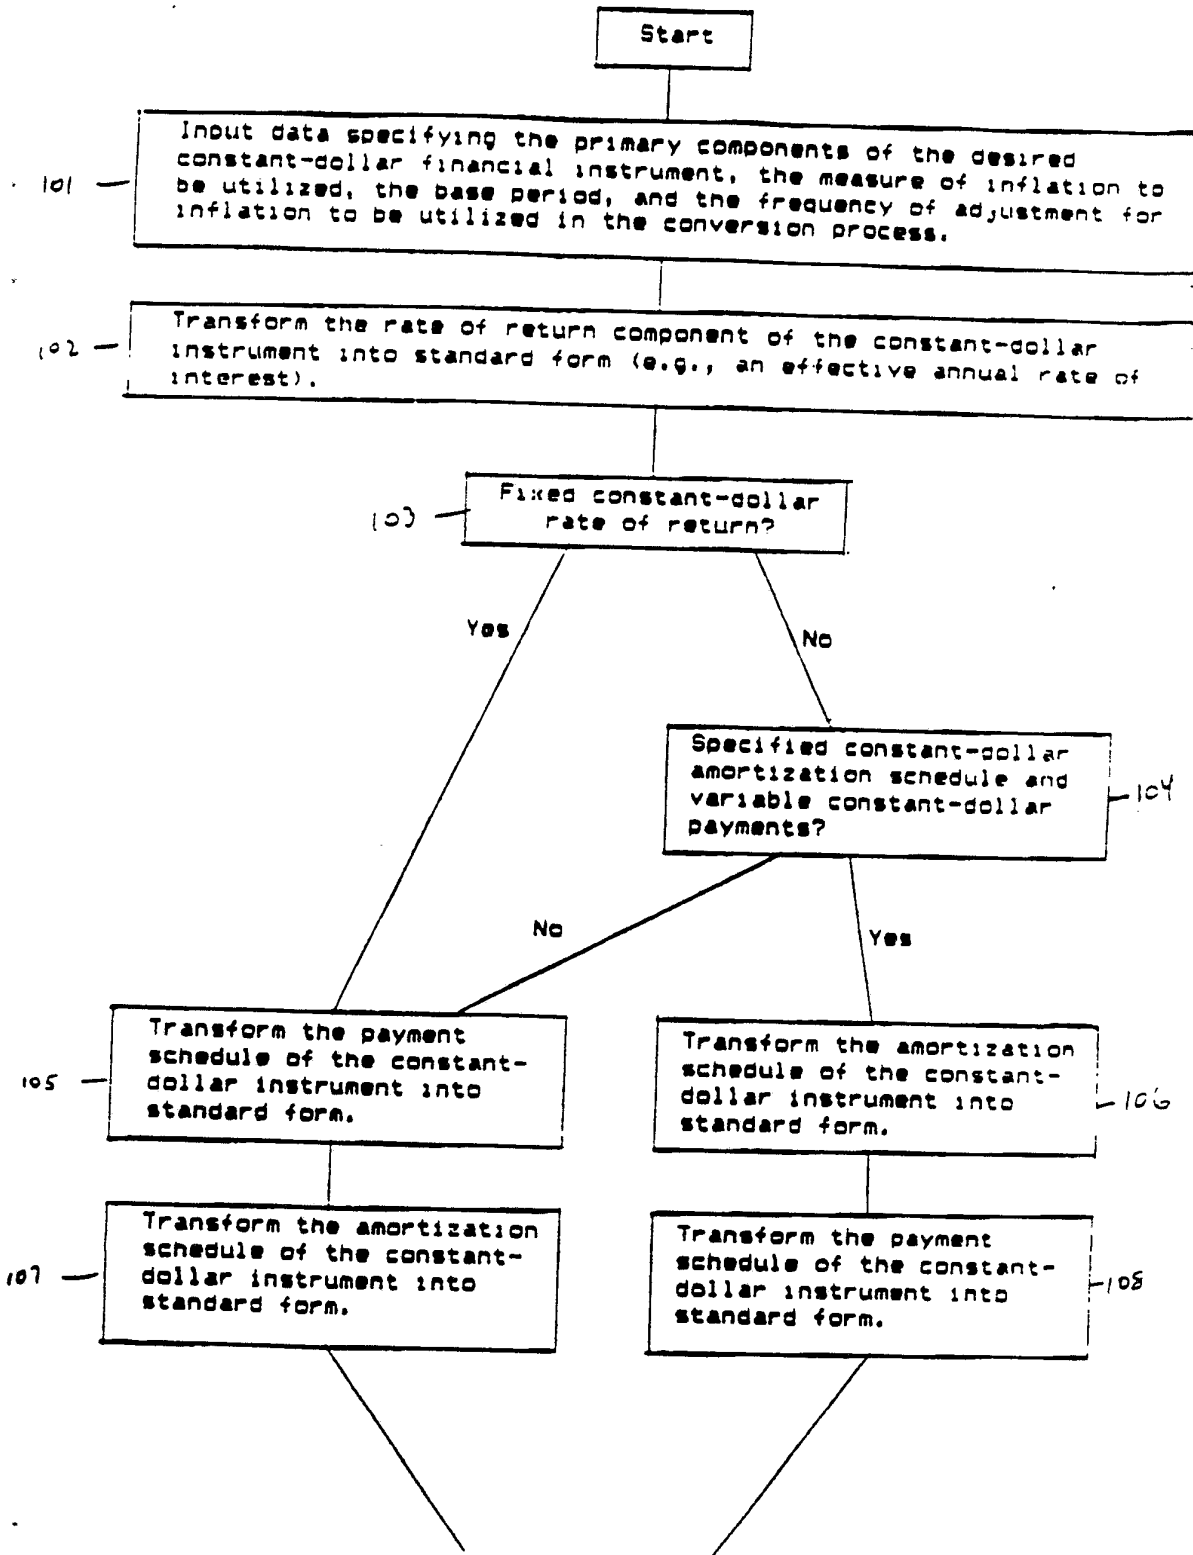 Start
Input data specifying the primary components of the desired
constant-dollar financial instrument, the measure of inflation to
be utilized, the base period, and the frequency of adjustment for
inflation to be utilized in the conversion process.
101
Transform the rate of return component of the constant-dollar
instrument into standard form (e.g., an effective annual rate of
interest).
102
Fixed constant-dollar
rate of return?
103
Yes
No
Specified constant-dollar
amortization schedule and
variable constant-dollar
payments?
104
No
Yes
Transform the payment
schedule of the constant-
dollar instrument into
standard form.
105
Transform the amortization
schedule of the constant-
dollar instrument into
standard form.
106
Transform the amortization
schedule of the constant-
dollar instrument into
standard form.
107
Transform the payment
schedule of the constant-
dollar instrument into
standard form.
108